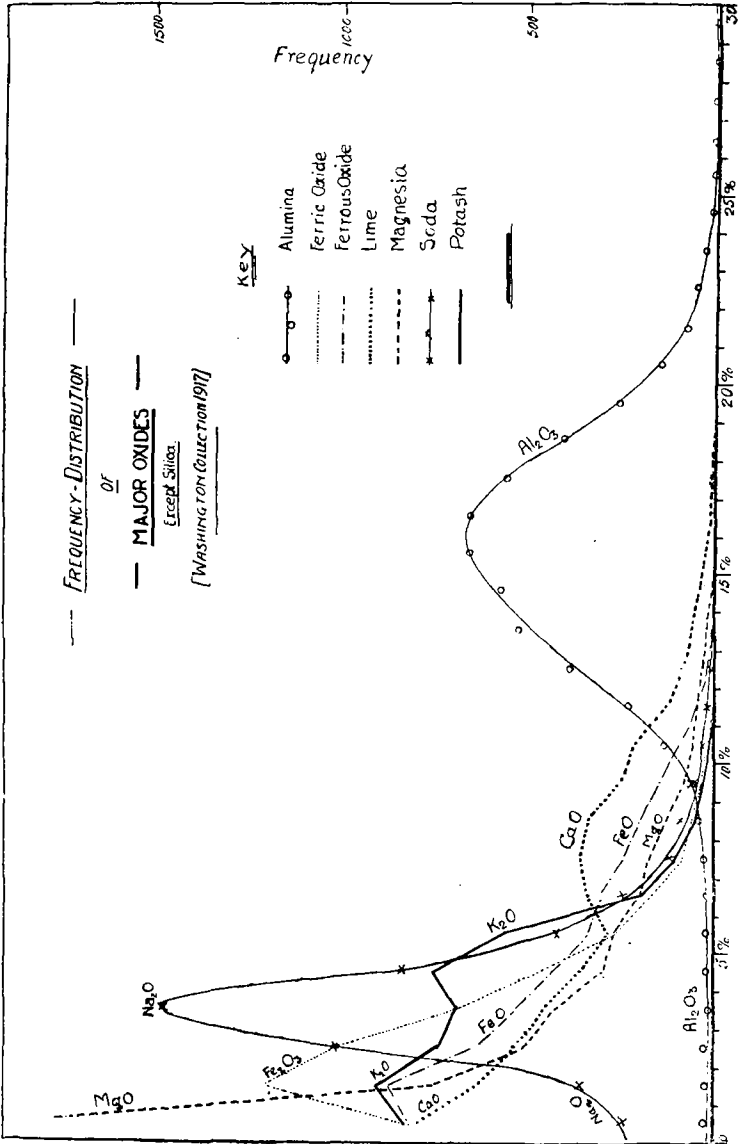 FREQUENCY-DISTRIBUTION
OF
MAJOR OXIDES
Except Silica
[WASHINGTON COLLECTION 1917]
Key
Alumina
Ferric Oxide
Ferrous Oxide
Lime
Magnesia
Soda
Potash
Frequency
1500
1000
500
0
5%
10%
15%
20%
25%
30
MgO
Na₂O
Fe₂O₃
K₂O
CaO
Na₂O
FeO
K₂O
CaO
FeO
MgO
Al₂O₃
Al₂O₃